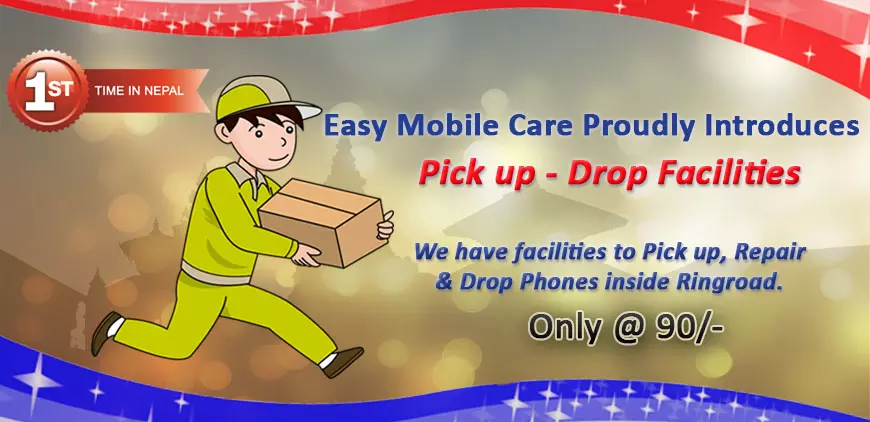 1ST
TIME IN NEPAL
Easy Mobile Care Proudly Introduces
Pick up - Drop Facilities
We have facilities to Pick up, Repair
& Drop Phones inside Ringroad.
Only @ 90/-